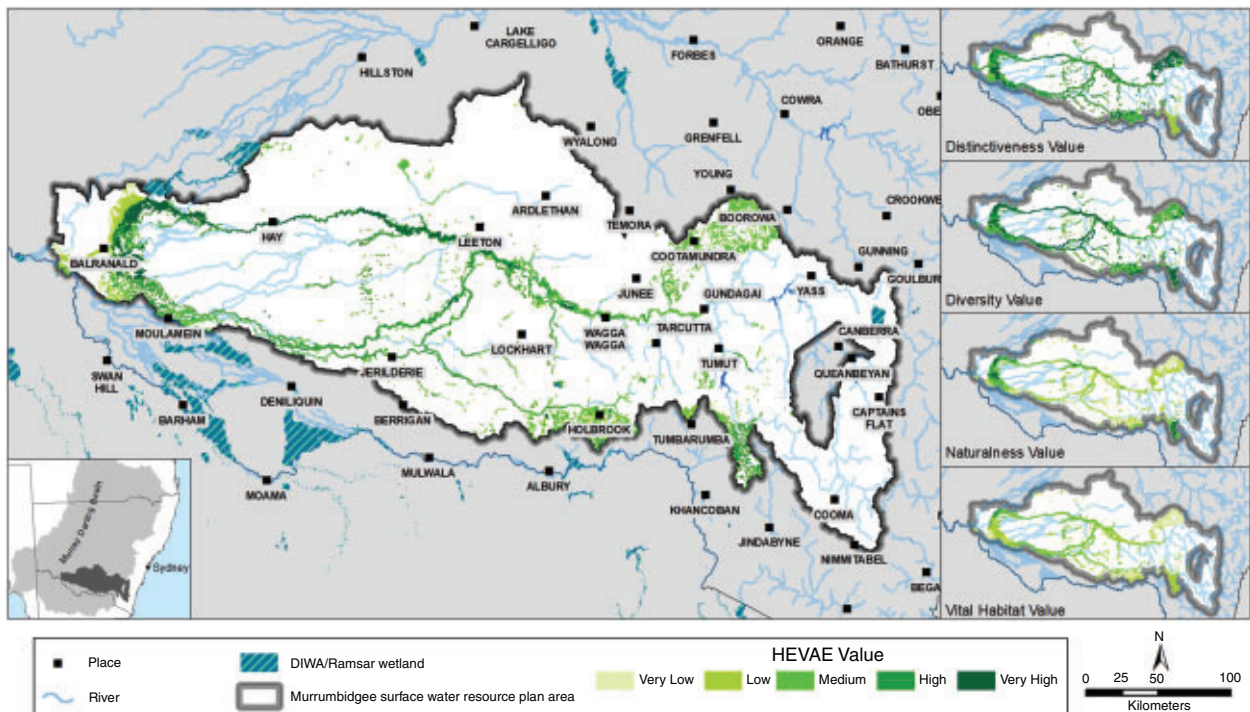 LAKE
CARGELLIGO
HILLSTON
FORBES
ORANGE
BATHURST
COWRA
OBE
WYALONG
GRENFELL
YOUNG
ARDLETHAN
TEMORA
BOOROWA
CROOKWE
HAY
LEETON
COOTAMUNDRA
GUNNING
BALRANALD
JUNEE
GUNDAGAI
YASS
GOULBUR
MOULAMEIN
WAGGA
WAGGA
TARCUTTA
CANBERRA
LOCKHART
TUMUT
QUEANBEYAN
SWAN
HILL
JERILDERIE
DENILIQUIN
BARHAM
BERRIGAN
HOLBROOK
TUMBARUMBA
CAPTAINS
FLAT
MULWALA
ALBURY
MOAMA
KHANCOBAN
COOMA
JINDABYNE
NIMMITABEL
BEGA
Murray Darling Basin
Sydney
Distinctiveness Value
Diversity Value
Naturalness Value
Vital Habitat Value
Place
River
DIWA/Ramsar wetland
Murrumbidgee surface water resource plan area
HEVAE Value
Very Low
Low
Medium
High
Very High
N
0 25 50 100
Kilometers